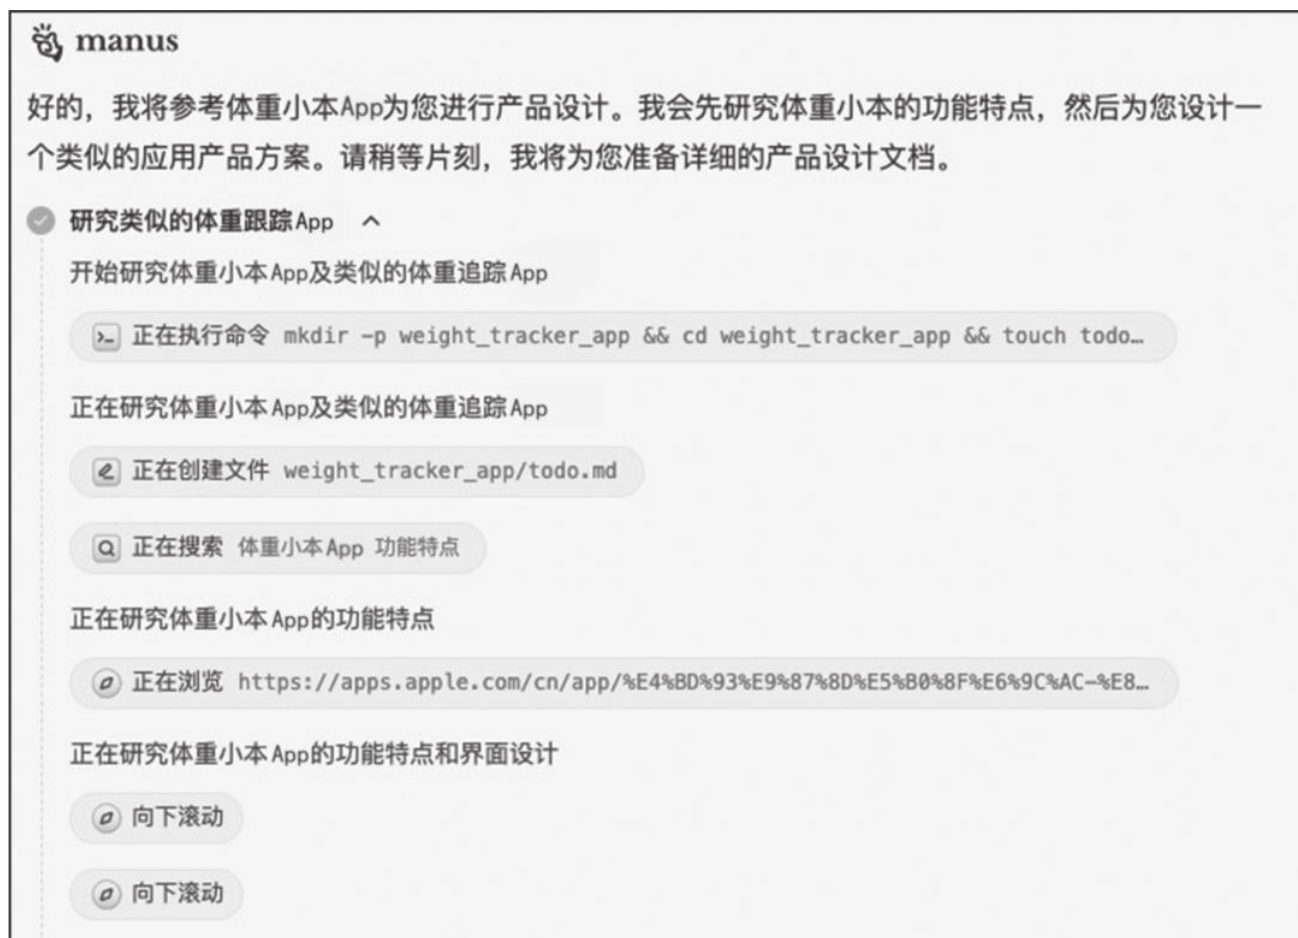 manus
好的，我将参考体重小本App为您进行产品设计。我会先研究体重小本的功能特点，然后为您设计一
个类似的应用产品方案。请稍等片刻，我将为您准备详细的产品设计文档。
研究类似的体重跟踪App
开始研究体重小本App及类似的体重追踪App
正在执行命令 mkdir -p weight_tracker_app && cd weight_tracker_app && touch todo…
正在研究体重小本App及类似的体重追踪App
正在创建文件 weight_tracker_app/todo.md
正在搜索 体重小本App 功能特点
正在研究体重小本App的功能特点
正在浏览 https://apps.apple.com/cn/app/%E4%BD%93%E9%87%8D%E5%B0%8F%E6%9C%AC-%E8…
正在研究体重小本App的功能特点和界面设计
向下滚动
向下滚动